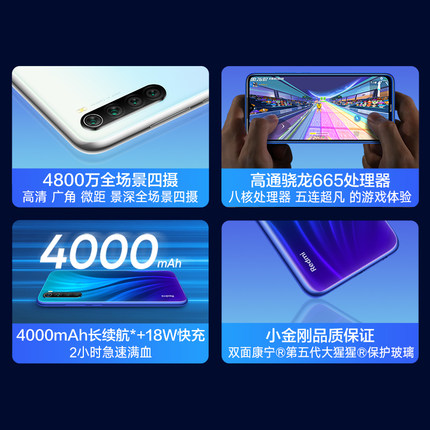 4800万全场景四摄
高清 广角 微距 景深全场景四摄
高通骁龙665处理器
八核处理器 五连超凡 的游戏体验
4000mAh
Redmi
4000mAh长续航*+18W快充
2小时急速满血
Redmi
小金刚品质保证
双面康宁®第五代大猩猩®保护玻璃